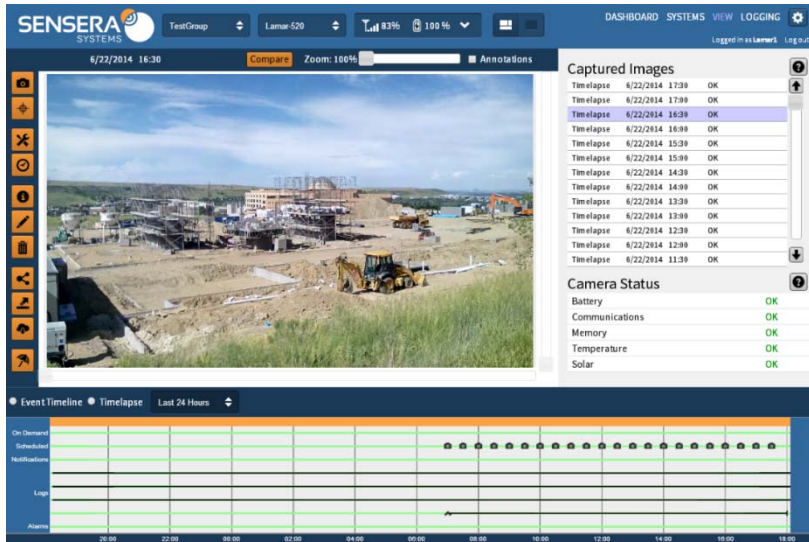 SENSERA
SYSTEMS
TestGroup
Lamar-520
83%
100 %
DASHBOARD SYSTEMS VIEW LOGGING
Logged in as Lamar1 Logout
6/22/2014 16:30
Compare
Zoom: 100%
Annotations
Captured Images
Timelapse 6/22/2014 17:30 OK
Timelapse 6/22/2014 17:00 OK
Timelapse 6/22/2014 16:30 OK
Timelapse 6/22/2014 16:00 OK
Timelapse 6/22/2014 15:30 OK
Timelapse 6/22/2014 15:00 OK
Timelapse 6/22/2014 14:30 OK
Timelapse 6/22/2014 14:00 OK
Timelapse 6/22/2014 13:30 OK
Timelapse 6/22/2014 13:00 OK
Timelapse 6/22/2014 12:30 OK
Timelapse 6/22/2014 12:00 OK
Timelapse 6/22/2014 11:30 OK
Camera Status
Battery OK
Communications OK
Memory OK
Temperature OK
Solar OK
Event Timeline Timelapse Last 24 Hours
On Demand
Scheduled
Notifications
Logs
Alarms
20:00 22:00 00:00 02:00 04:00 06:00 08:00 10:00 12:00 14:00 16:00 18:00